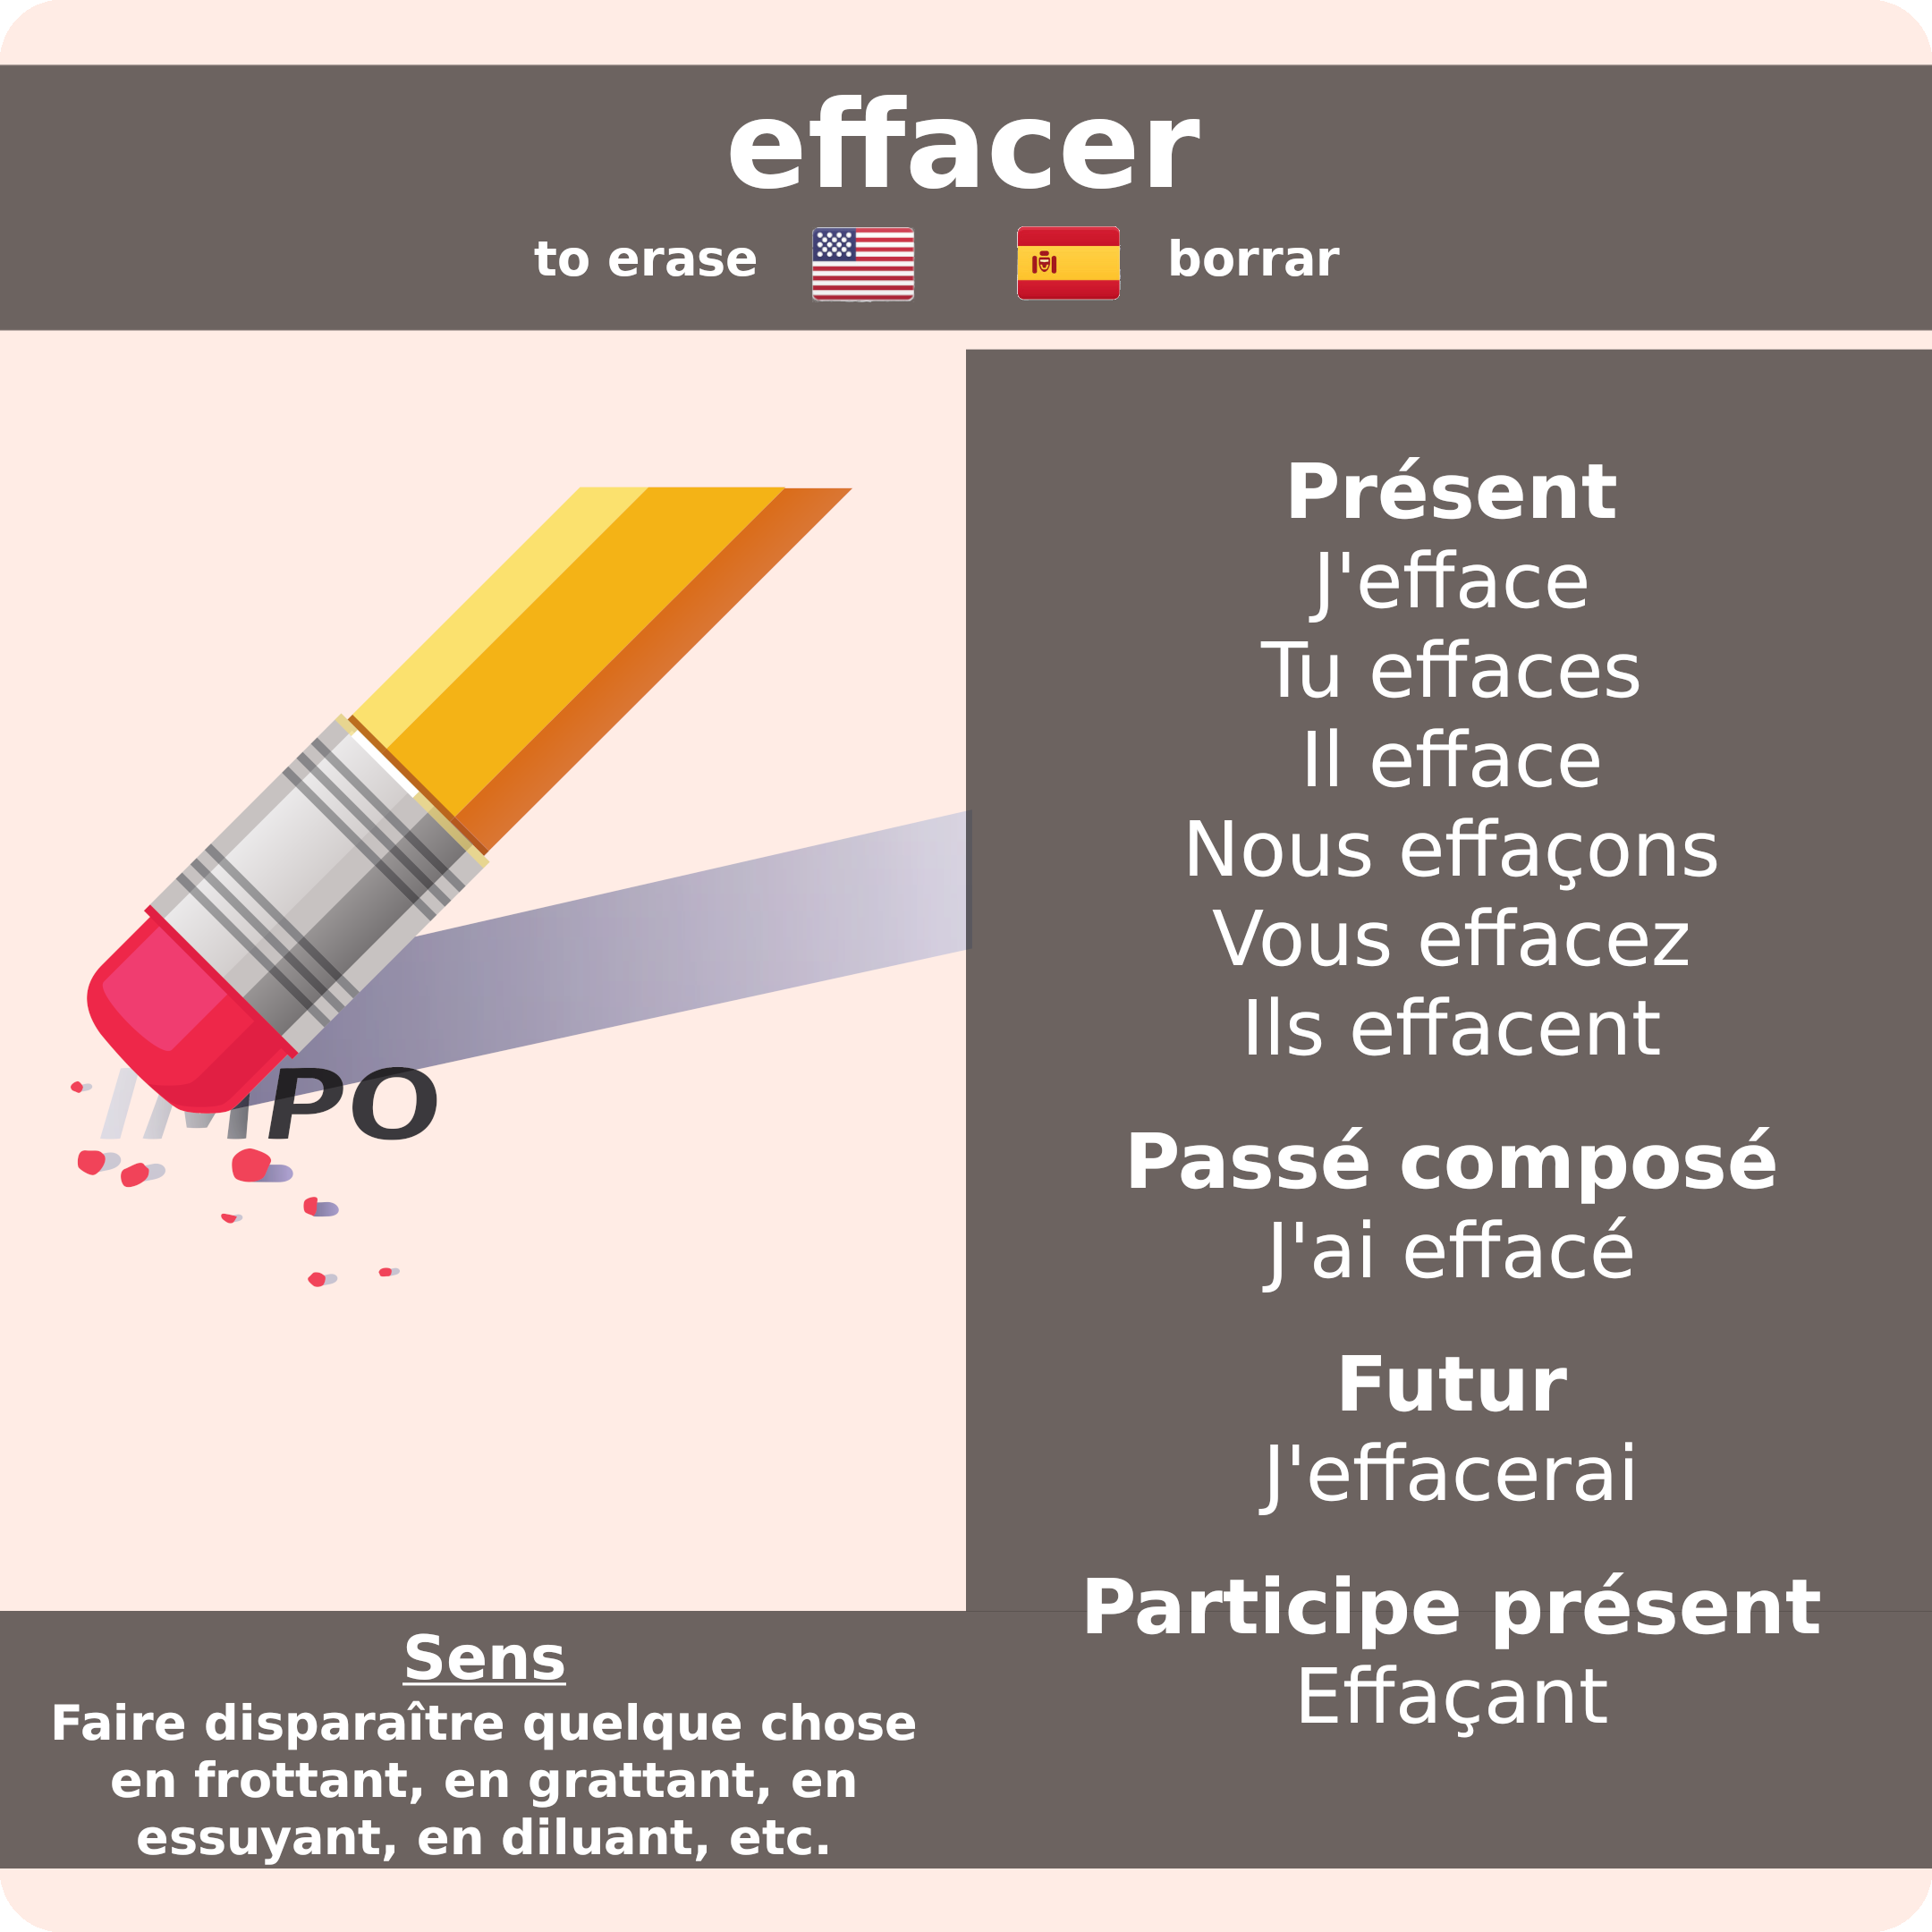 effacer
to erase borrar
Présent
J'efface
Tu effaces
Il efface
Nous effaçons
Vous effacez
Ils effacent
Passé composé
J'ai effacé
Futur
J'effacerai
Participe présent
Effaçant
IMPO
Sens
Faire disparaître quelque chose
en frottant, en grattant, en
essuyant, en diluant, etc.